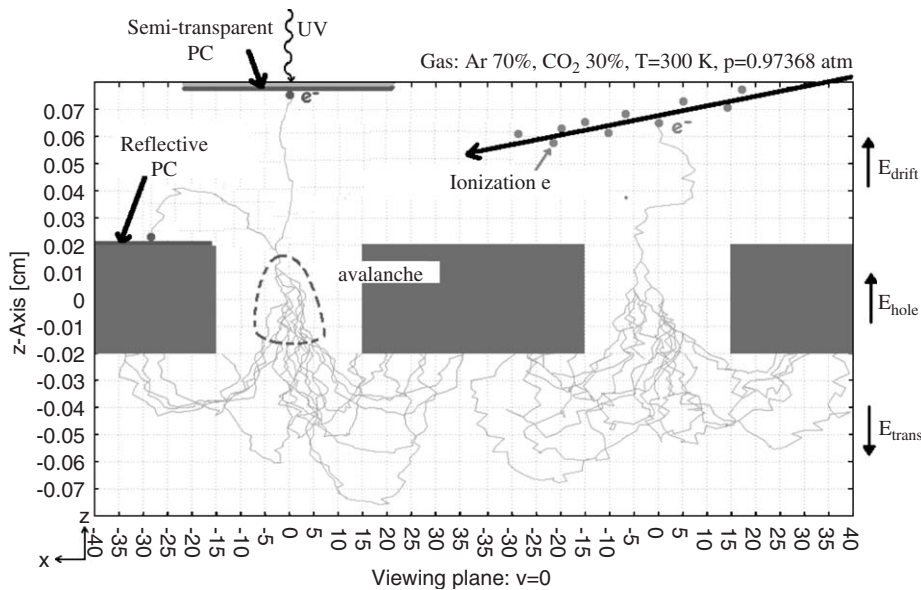 Semi-transparent
PC
UV
Gas: Ar 70%, CO2 30%, T=300 K, p=0.97368 atm
e-
e-
Reflective
PC
Ionization e
avalanche
Edrift
Ehole
Etrans
z-Axis [cm]
0.07
0.06
0.05
0.04
0.03
0.02
0.01
0
-0.01
-0.02
-0.03
-0.04
-0.05
-0.06
-0.07
z
x
-40 -35 -30 -25 -20 -15 -10 -5 0 5 10 15 20 25 30 35 -30 -25 -20 -15 -10 -5 0 5 10 15 20 25 30 35 40
Viewing plane: v=0